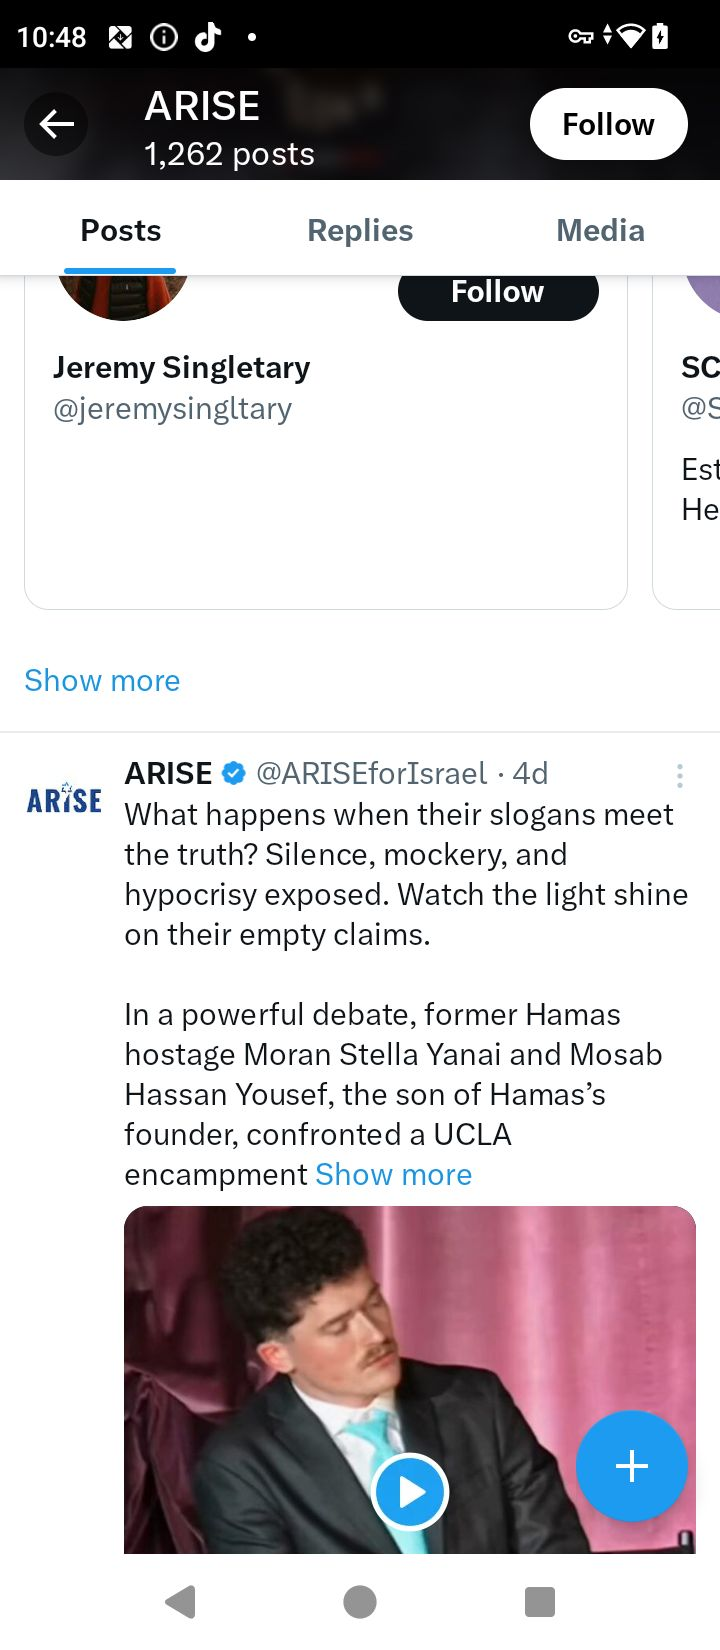 10:48
ARISE
1,262 posts
Follow
Posts
Replies
Media
Follow
Jeremy Singletary
@jeremysingltary
SC
@S
Est
He
Show more
ARISE
ARISE @ARISEforIsrael · 4d
What happens when their slogans meet
the truth? Silence, mockery, and
hypocrisy exposed. Watch the light shine
on their empty claims.
In a powerful debate, former Hamas
hostage Moran Stella Yanai and Mosab
Hassan Yousef, the son of Hamas’s
founder, confronted a UCLA
encampment Show more